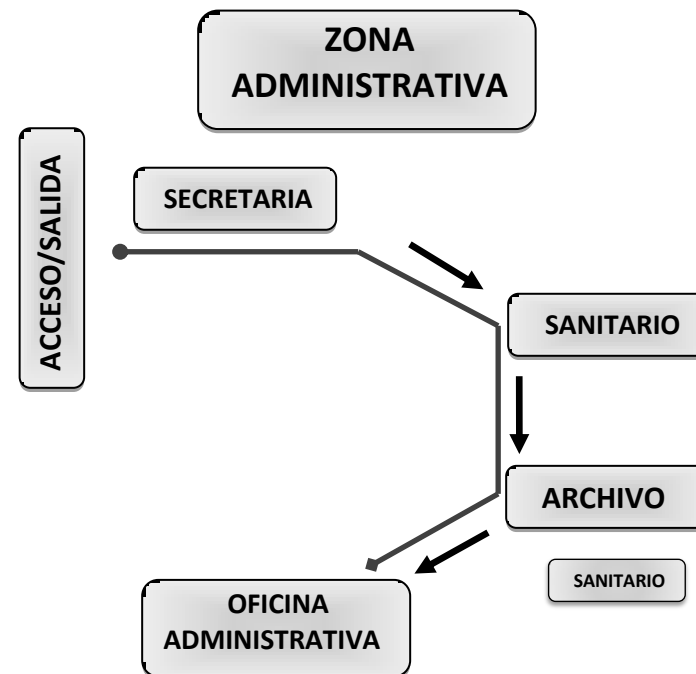 ZONA
ADMINISTRATIVA
ACCESO/SALIDA
SECRETARIA
SANITARIO
ARCHIVO
SANITARIO
OFICINA
ADMINISTRATIVA